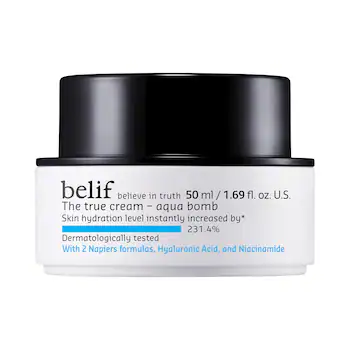 belif believe in truth 50 ml / 1.69 fl. oz. U.S.
The true cream – aqua bomb
Skin hydration level instantly increased by*
231.4%
Dermatologically tested
With 2 Napiers formulas, Hyaluronic Acid, and Niacinamide